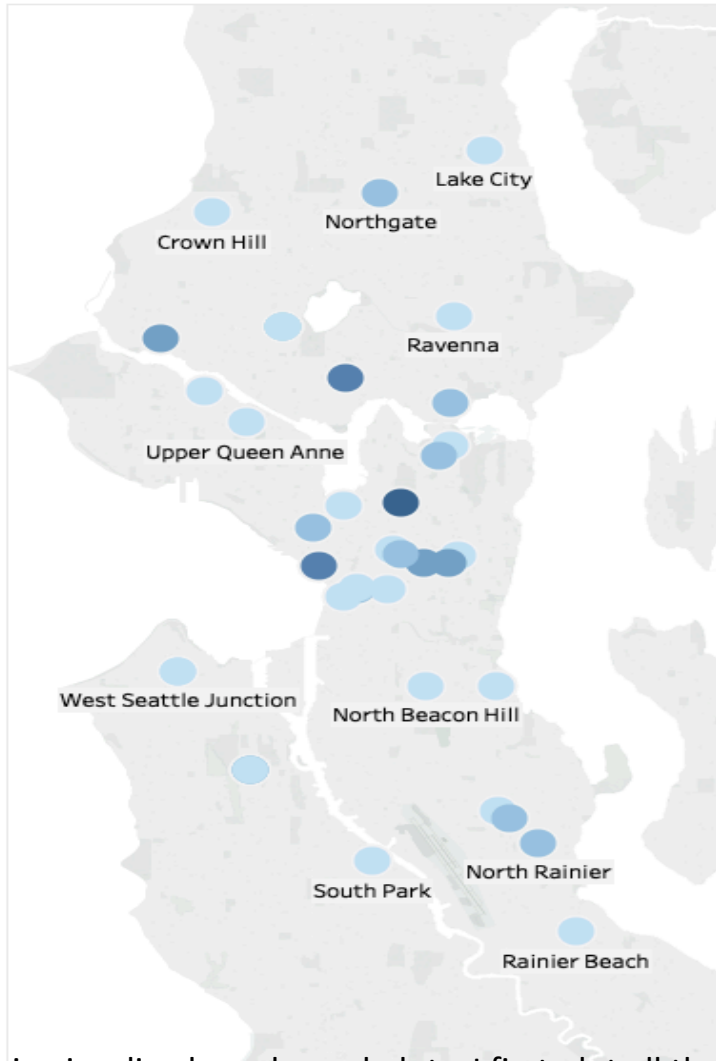 Lake City
Northgate
Crown Hill
Ravenna
Upper Queen Anne
West Seattle Junction
North Beacon Hill
North Rainier
South Park
Rainier Beach